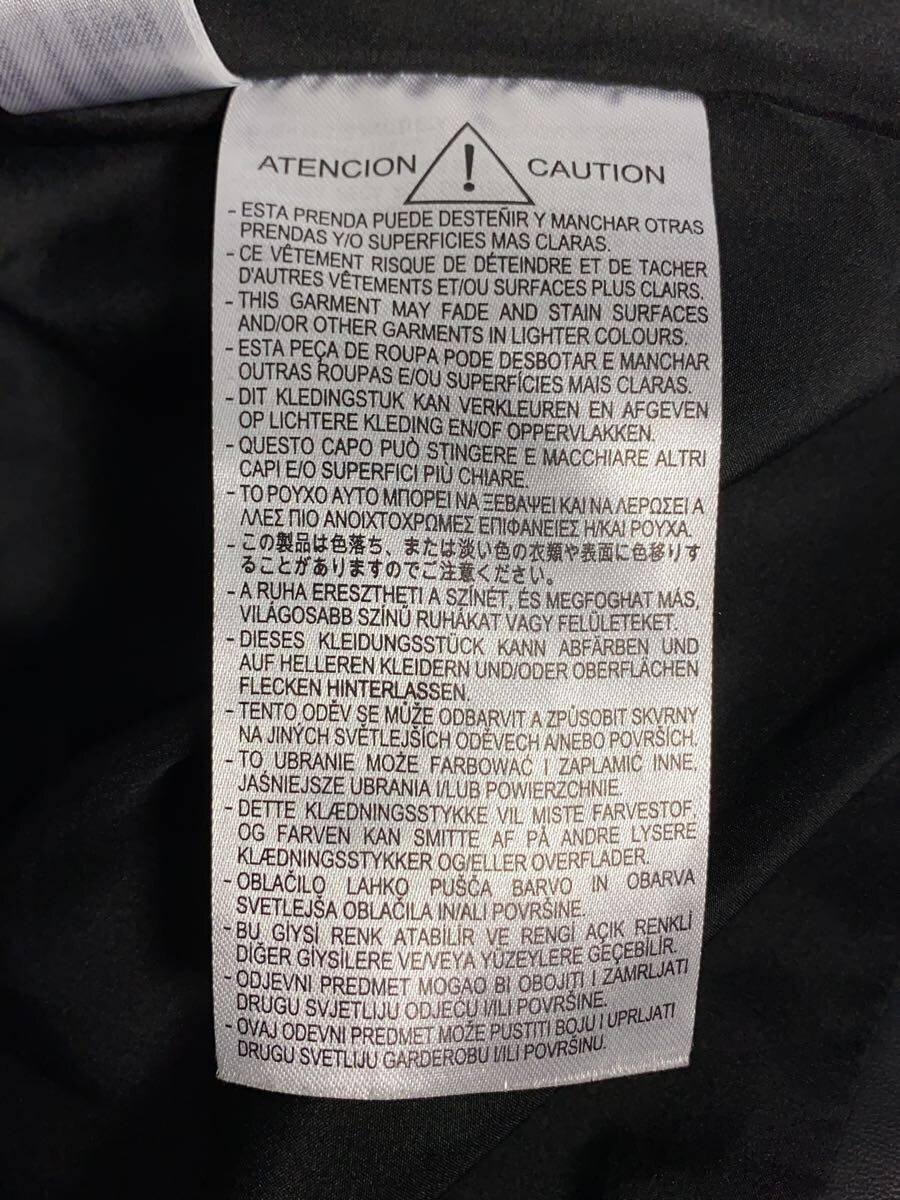 ATENCION ! CAUTION
- ESTA PRENDA PUEDE DESTEÑIR Y MANCHAR OTRAS
PRENDAS Y/O SUPERFICIES MAS CLARAS.
- CE VÊTEMENT RISQUE DE DÉTEINDRE ET DE TACHER
D'AUTRES VÊTEMENTS ET/OU SURFACES PLUS CLAIRS.
- THIS GARMENT MAY FADE AND STAIN SURFACES
AND/OR OTHER GARMENTS IN LIGHTER COLOURS.
- ESTA PEÇA DE ROUPA PODE DESBOTAR E MANCHAR
OUTRAS ROUPAS E/OU SUPERFÍCIES MAIS CLARAS.
- DIT KLEDINGSTUK KAN VERKLEUREN EN AFGEVEN
OP LICHTERE KLEDING EN/OF OPPERVLAKKEN.
- QUESTO CAPO PUÒ STINGERE E MACCHIARE ALTRI
CAPI E/O SUPERFICI PIÙ CHIARE.
- ΤΟ ΡΟΥΧΟ ΑΥΤΟ ΜΠΟΡΕΙ ΝΑ ΞΕΒΑΨΕΙ ΚΑΙ ΝΑ ΛΕΡΩΣΕΙ Α
ΛΛΕΣ ΠΙΟ ΑΝΟΙΧΤΟΧΡΩΜΕΣ ΕΠΙΦΑΝΕΙΕΣ Η/ΚΑΙ ΡΟΥΧΑ.
- この製品は色落ち、または淡い色の衣類や表面に色移りす
ることがありますのでご注意ください。
- A RUHA ERESZTHETI A SZÍNÉT, ÉS MEGFOGHAT MÁS,
VILÁGOSABB SZÍNŰ RUHÁKAT VAGY FELÜLETEKET.
- DIESES KLEIDUNGSSTÜCK KANN ABFÄRBEN UND
AUF HELLEREN KLEIDERN UND/ODER OBERFLÄCHEN
FLECKEN HINTERLASSEN.
- TENTO ODĚV SE MŮŽE ODBARVIT A ZPŮSOBIT SKVRNY
NA JINÝCH SVĚTLEJŠÍCH ODĚVECH A/NEBO POVRŠÍCH.
- TO UBRANIE MOŻE FARBOWAĆ I ZAPLAMIĆ INNE,
JAŚNIEJSZE UBRANIA I/LUB POWIERZCHNIE.
- DETTE KLÆDNINGSSTYKKE VIL MISTE FARVESTOF,
OG FARVEN KAN SMITTE AF PÅ ANDRE LYSERE
KLÆDNINGSSTYKKER OG/ELLER OVERFLADER.
- OBLAČILO LAHKO PUŠČA BARVO IN OBARVA
SVETLEJŠA OBLAČILA IN/ALI POVRŠINE.
- BU GİYSİ RENK ATABİLİR VE RENGİ AÇIK RENKLİ
DİĞER GİYSİLERE VE/VEYA YÜZEYLERE GEÇEBİLİR.
- ODJEVNI PREDMET MOGAO BI OBOJITI I ZAMRLJATI
DRUGU SVJETLIJU ODJEĆU I/ILI POVRŠINE.
- OVAJ ODEVNI PREDMET MOŽE PUSTITI BOJU I UPRLJATI
DRUGU SVETLIJU GARDEROBU I/ILI POVRŠINU.